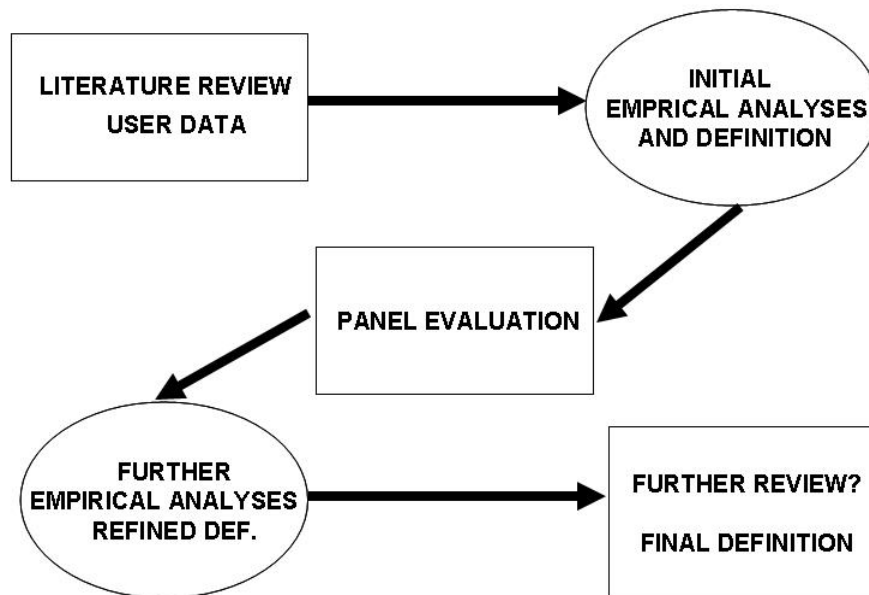 LITERATURE REVIEW
USER DATA
INITIAL
EMPRICAL ANALYSES
AND DEFINITION
PANEL EVALUATION
FURTHER
EMPIRICAL ANALYSES
REFINED DEF.
FURTHER REVIEW?
FINAL DEFINITION